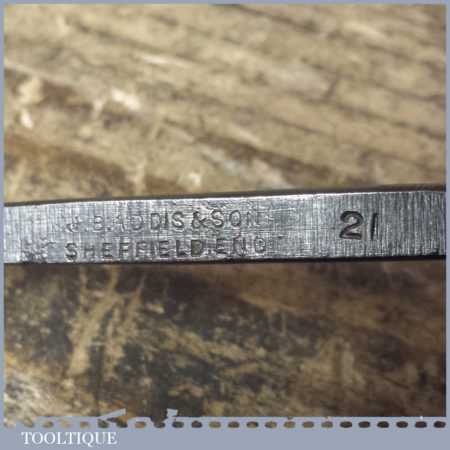 J.B.ADDIS & SON
SHEFFIELD.ENG
21
TOOLTIQUE